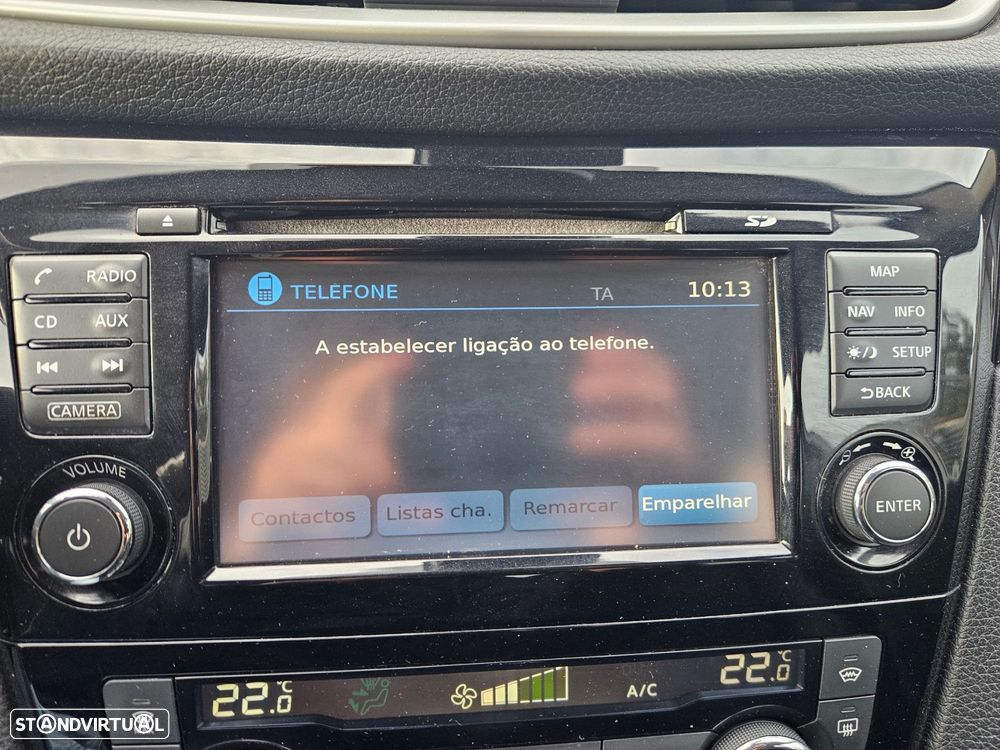 SD
RADIO
CD AUX
CAMERA
VOLUME
TELEFONE TA 10:13
A estabelecer ligação ao telefone.
Contactos Listas cha. Remarcar Emparelhar
MAP
NAV INFO
SETUP
BACK
ENTER
22.0 °C A/C 22.0 °C
STANDVIRTUAL